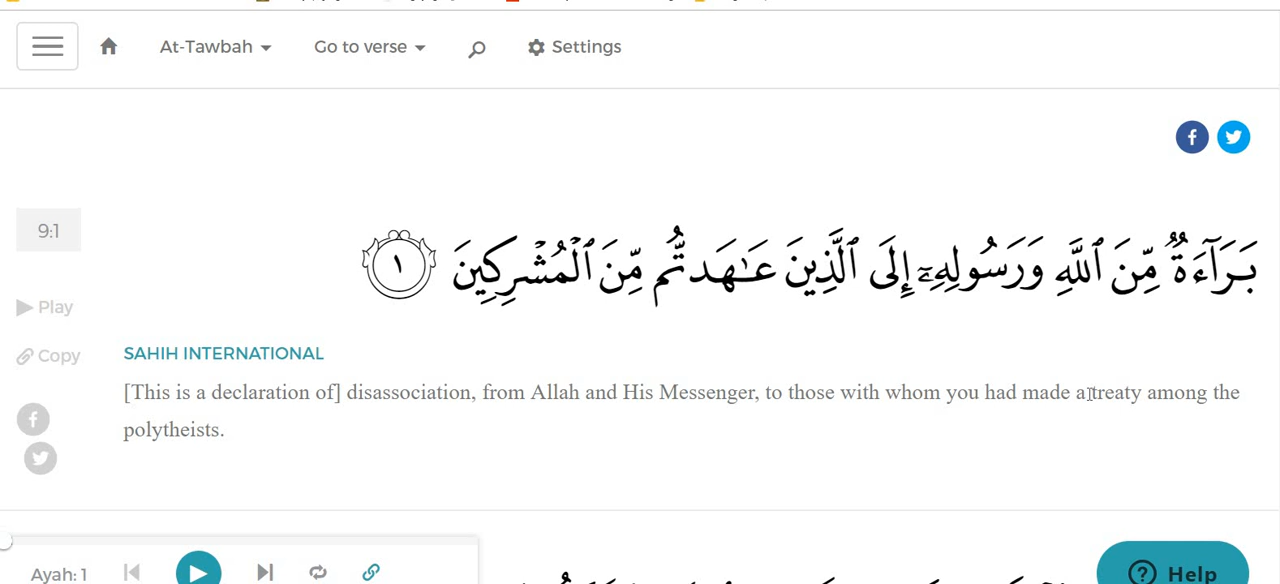 At-Tawbah
Go to verse
Settings
9:1
بَرَآءَةٌ مِّنَ ٱللَّهِ وَرَسُولِهِۦٓ إِلَى ٱلَّذِينَ عَـٰهَدتُّم مِّنَ ٱلْمُشْرِكِينَ ١
Play
SAHIH INTERNATIONAL
Copy
[This is a declaration of] disassociation, from Allah and His Messenger, to those with whom you had made a treaty among the
polytheists.
Ayah: 1
Help